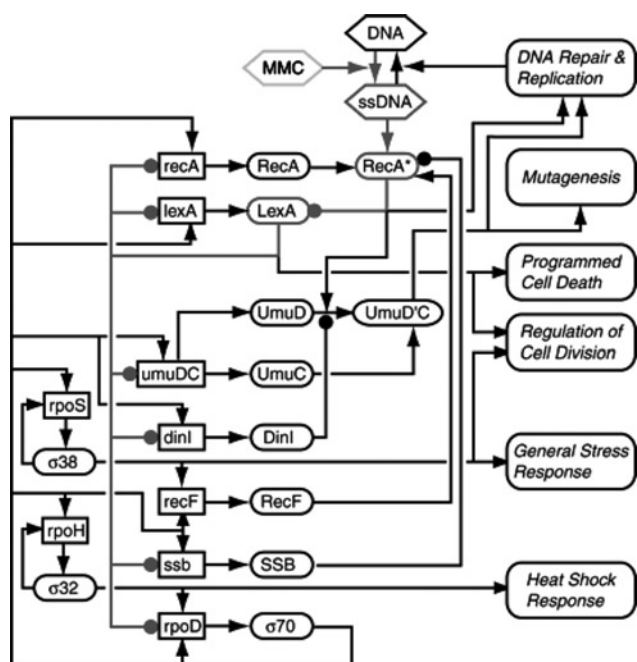 DNA
MMC
DNA Repair &
Replication
ssDNA
recA
RecA
RecA*
Mutagenesis
lexA
LexA
Programmed
Cell Death
UmuD
UmuD'C
Regulation of
Cell Division
umuDC
UmuC
rpoS
dinI
DinI
General Stress
Response
σ38
recF
RecF
rpoH
ssb
SSB
σ32
Heat Shock
Response
rpoD
σ70